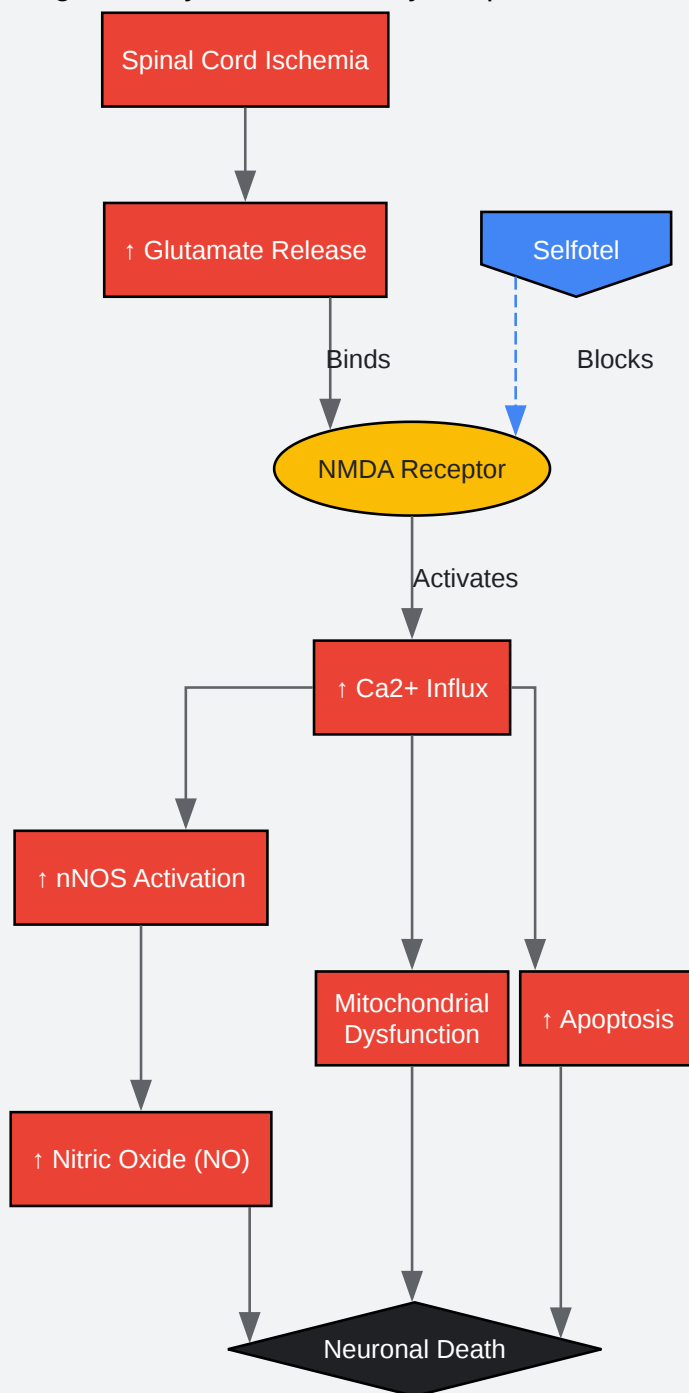 Spinal Cord Ischemia
↑ Glutamate Release
Selfotel
Binds
Blocks
NMDA Receptor
Activates
↑ Ca2+ Influx
↑ nNOS Activation
Mitochondrial
Dysfunction
↑ Apoptosis
↑ Nitric Oxide (NO)
Neuronal Death